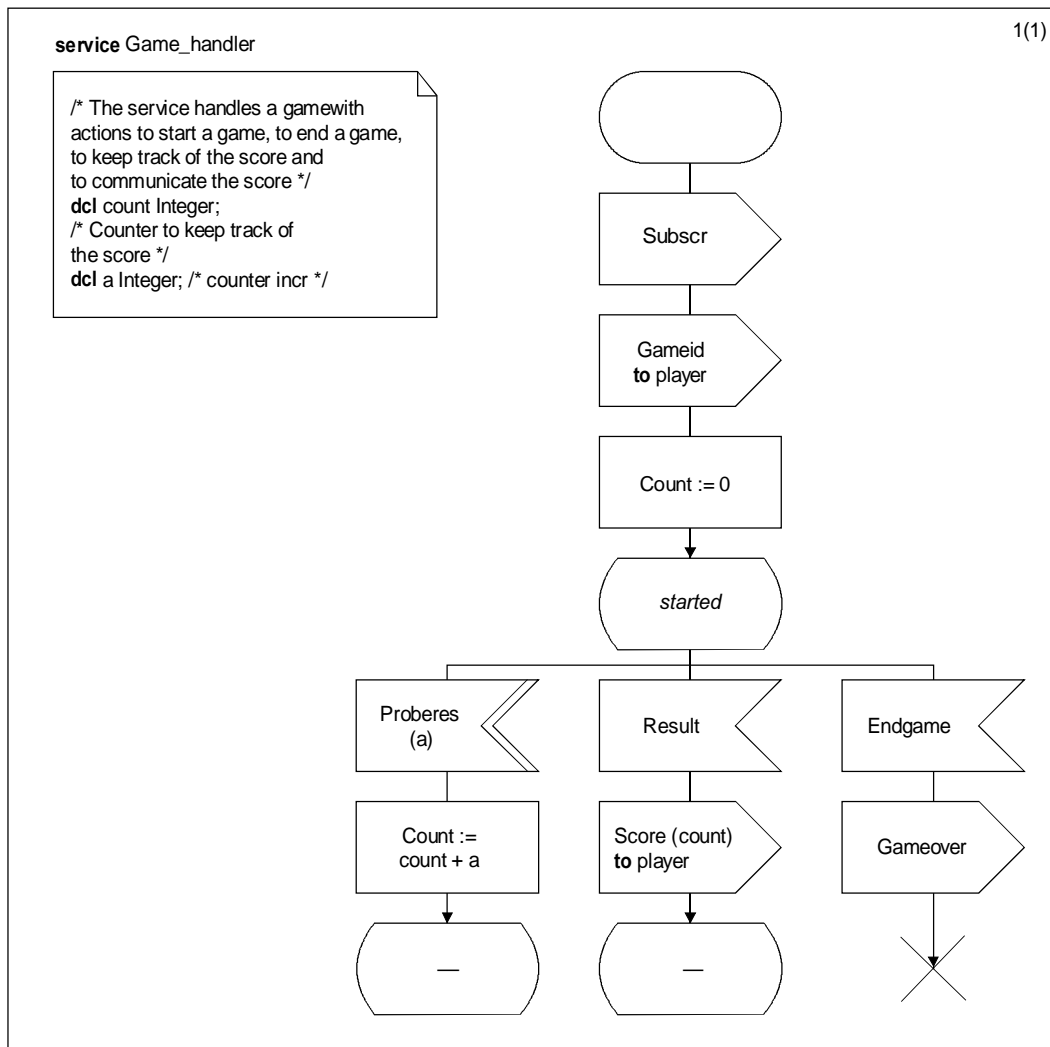 1(1)
service Game_handler
/* The service handles a gamewith
actions to start a game, to end a game,
to keep track of the score and
to communicate the score */
dcl count Integer;
/* Counter to keep track of
the score */
dcl a Integer; /* counter incr */
Subscr
Gameid
to player
Count := 0
started
Proberes
(a)
Result
Endgame
Count :=
count + a
Score (count)
to player
Gameover
—
—